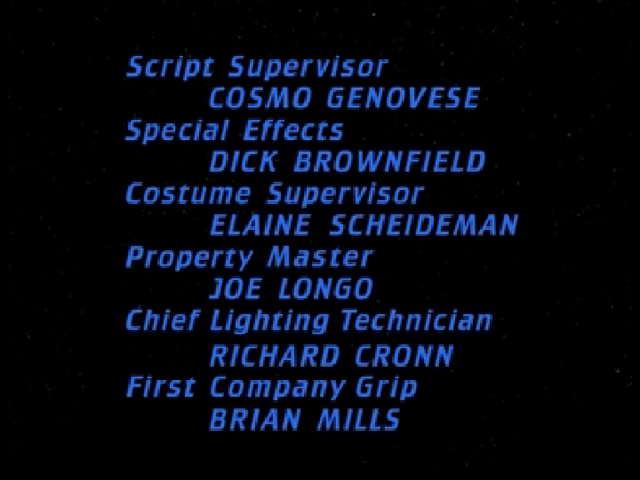 Script Supervisor
COSMO GENOVESE
Special Effects
DICK BROWNFIELD
Costume Supervisor
ELAINE SCHEIDEMAN
Property Master
JOE LONGO
Chief Lighting Technician
RICHARD CRONN
First Company Grip
BRIAN MILLS